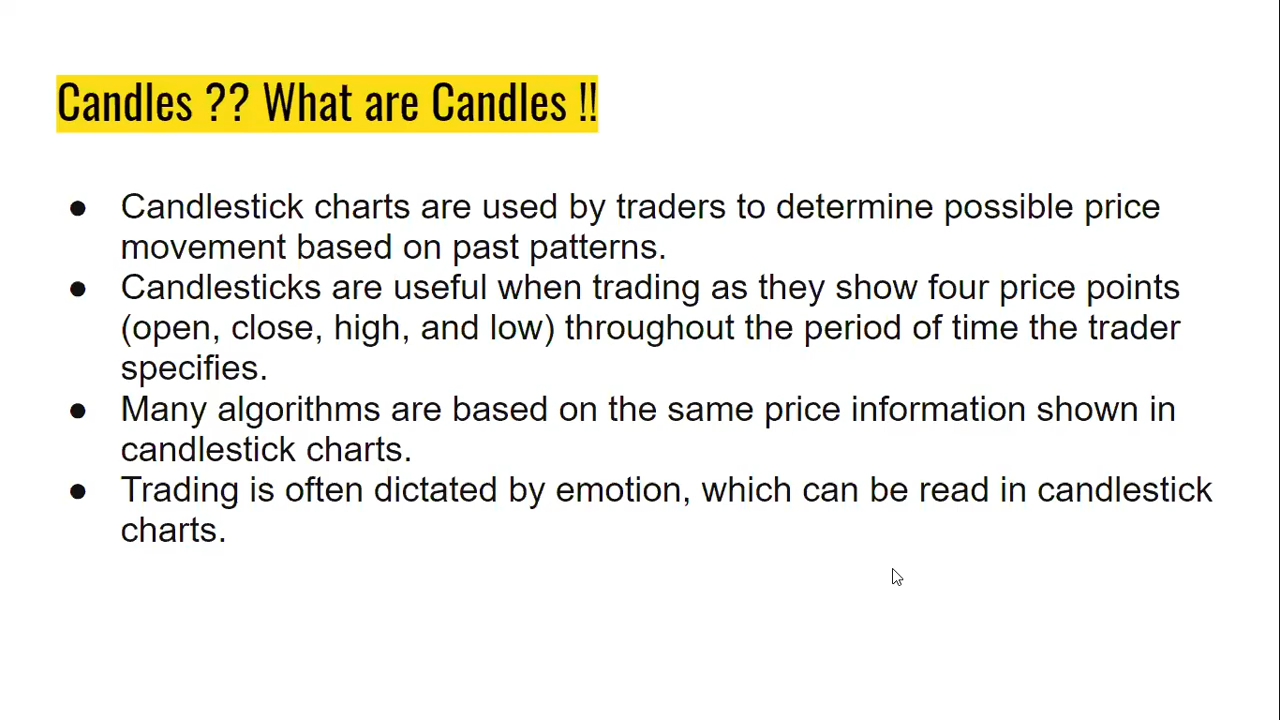 Candles ?? What are Candles !!
● Candlestick charts are used by traders to determine possible price
movement based on past patterns.
● Candlesticks are useful when trading as they show four price points
(open, close, high, and low) throughout the period of time the trader
specifies.
● Many algorithms are based on the same price information shown in
candlestick charts.
● Trading is often dictated by emotion, which can be read in candlestick
charts.